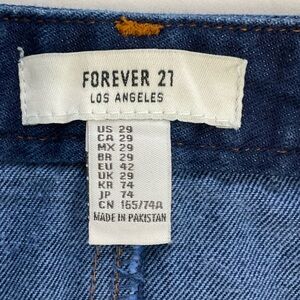 FOREVER 21
LOS ANGELES
US 29
CA 29
MX 29
BR 29
EU 42
UK 29
KR 74
JP 74
CN 165/74A
MADE IN PAKISTAN